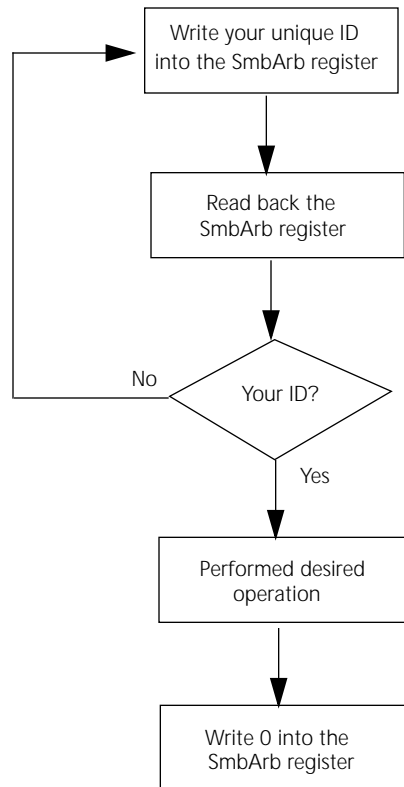 Write your unique ID
into the SmbArb register
Read back the
SmbArb register
No
Your ID?
Yes
Performed desired
operation
Write 0 into the
SmbArb register